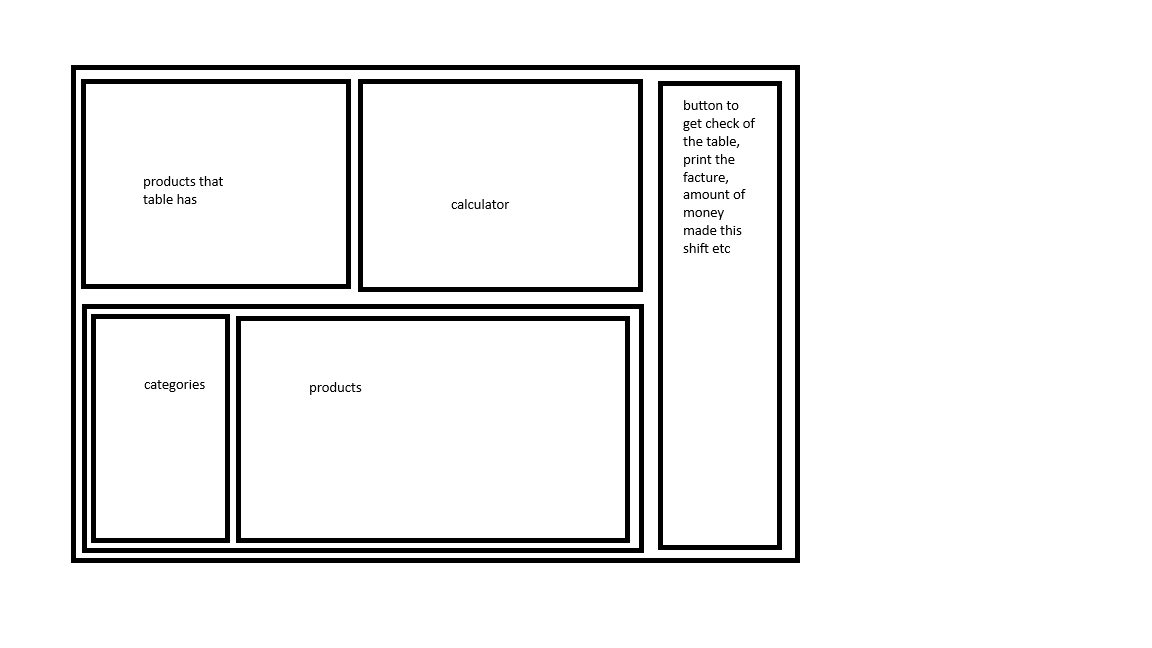 products that
table has
calculator
button to
get check of
the table,
print the
facture,
amount of
money
made this
shift etc
categories
products